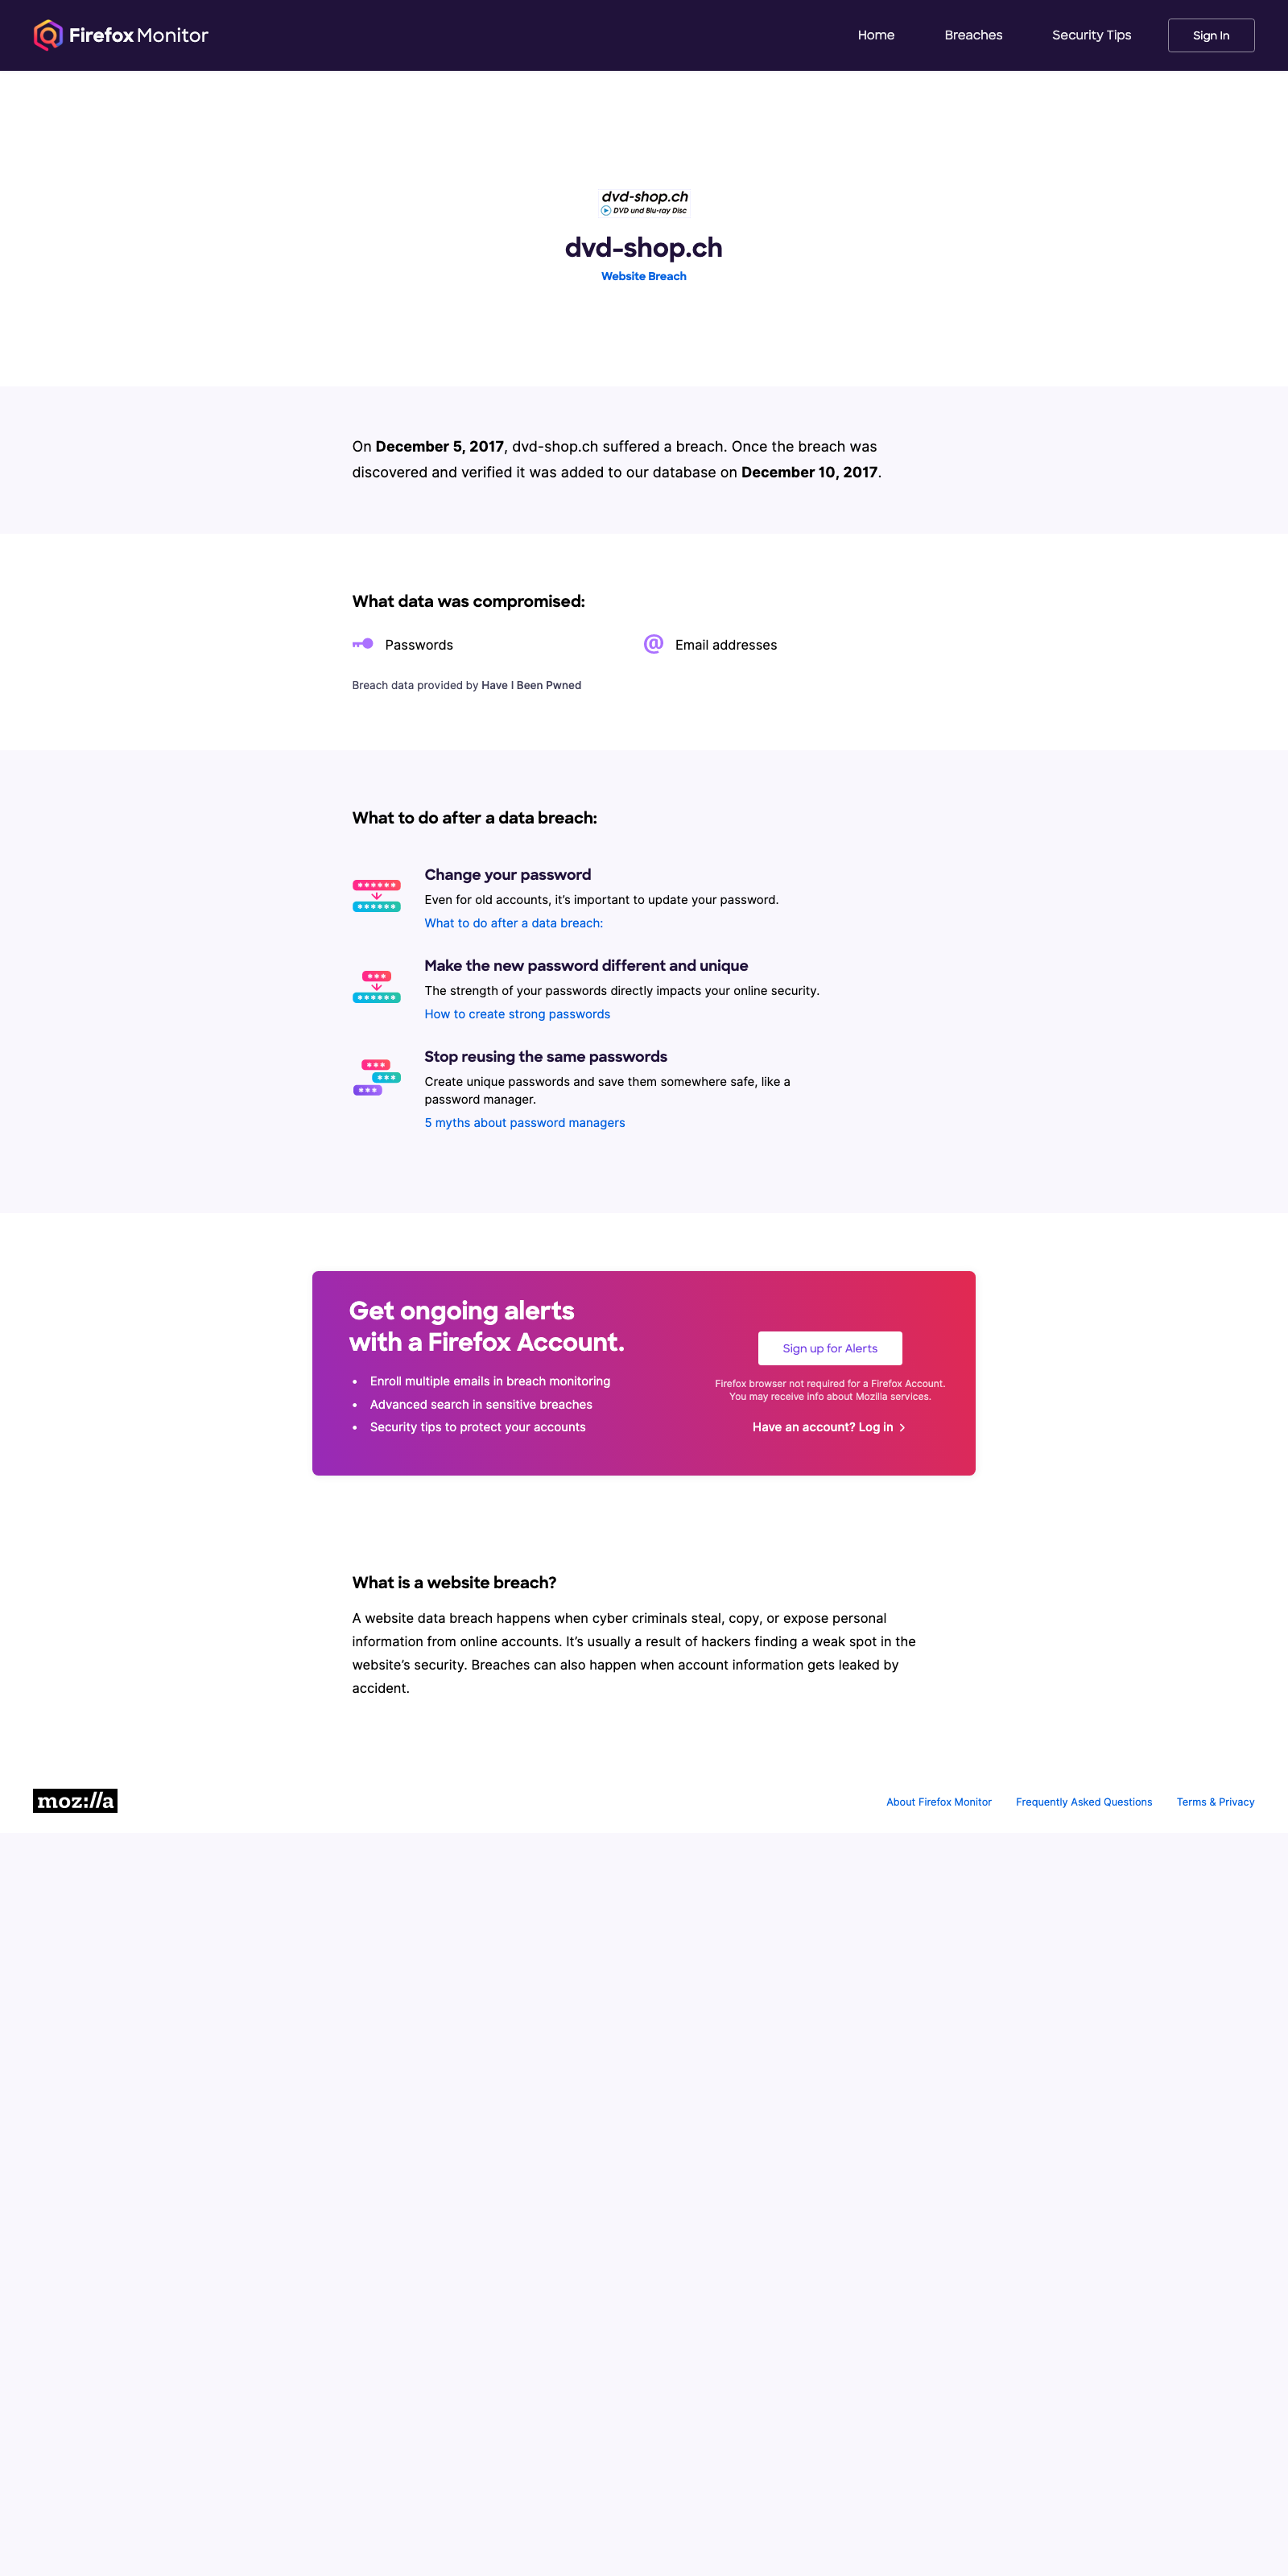 Firefox Monitor
Home
Breaches
Security Tips
Sign In
dvd-shop.ch
DVD und Blu-ray Disc
dvd-shop.ch
Website Breach
On December 5, 2017, dvd-shop.ch suffered a breach. Once the breach was
discovered and verified it was added to our database on December 10, 2017.
What data was compromised:
Passwords
@ Email addresses
Breach data provided by Have I Been Pwned
What to do after a data breach:
Change your password
Even for old accounts, it’s important to update your password.
What to do after a data breach:
Make the new password different and unique
The strength of your passwords directly impacts your online security.
How to create strong passwords
Stop reusing the same passwords
Create unique passwords and save them somewhere safe, like a
password manager.
5 myths about password managers
Get ongoing alerts
with a Firefox Account.
• Enroll multiple emails in breach monitoring
• Advanced search in sensitive breaches
• Security tips to protect your accounts
Sign up for Alerts
Firefox browser not required for a Firefox Account.
You may receive info about Mozilla services.
Have an account? Log in
What is a website breach?
A website data breach happens when cyber criminals steal, copy, or expose personal
information from online accounts. It’s usually a result of hackers finding a weak spot in the
website’s security. Breaches can also happen when account information gets leaked by
accident.
moz://a
About Firefox Monitor
Frequently Asked Questions
Terms & Privacy